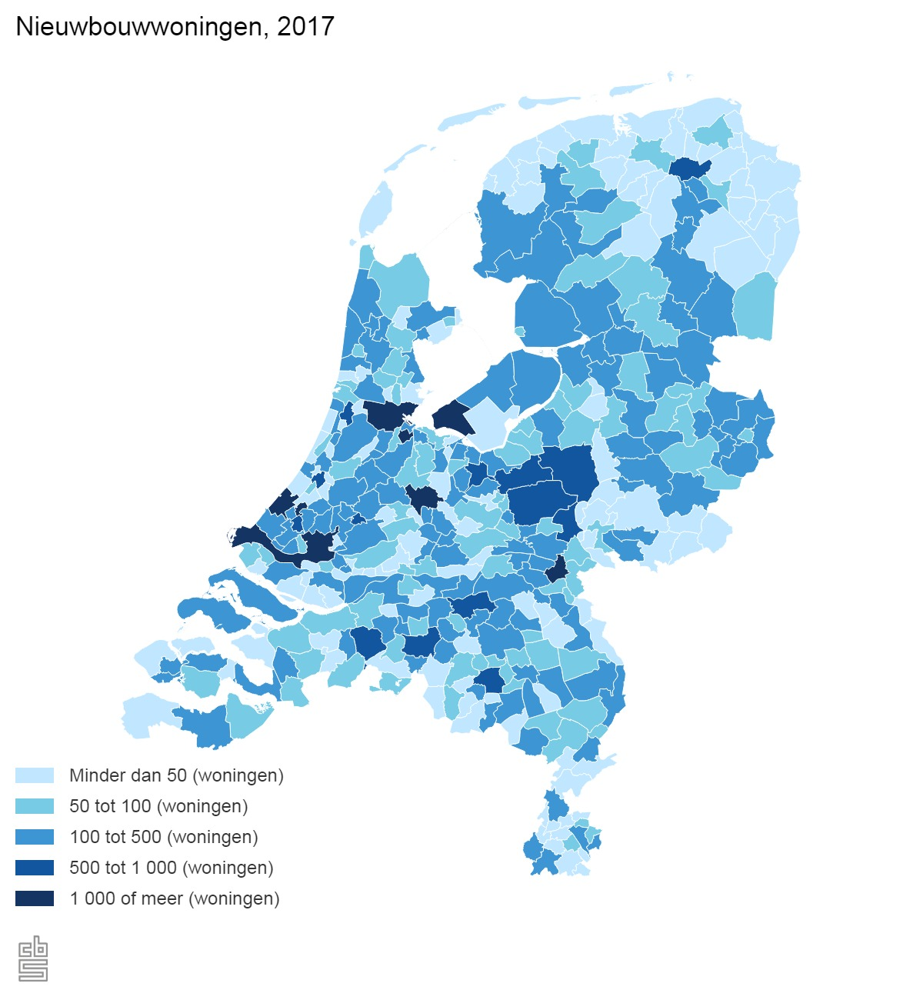 Nieuwbouwwoningen, 2017
Minder dan 50 (woningen)
50 tot 100 (woningen)
100 tot 500 (woningen)
500 tot 1 000 (woningen)
1 000 of meer (woningen)
cbs